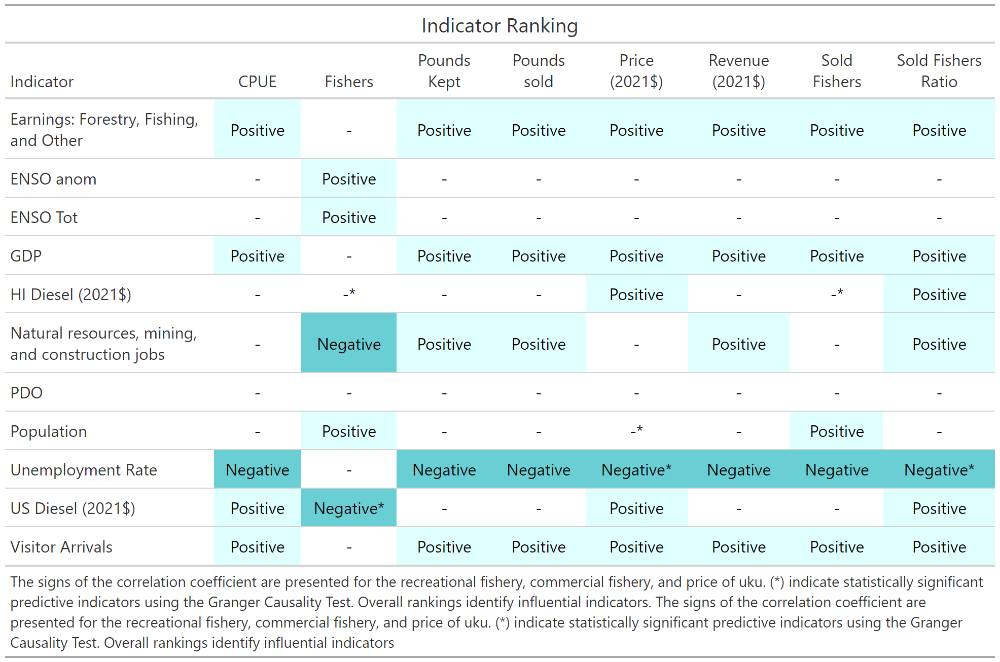 Indicator Ranking
Indicator CPUE Fishers Pounds Kept Pounds sold Price (2021$) Revenue (2021$) Sold Fishers Sold Fishers Ratio
Earnings: Forestry, Fishing, and Other Positive - Positive Positive Positive Positive Positive Positive
ENSO anom - Positive - - - - - -
ENSO Tot - Positive - - - - - -
GDP Positive - Positive Positive Positive Positive Positive Positive
HI Diesel (2021$) - -* - - Positive - -* Positive
Natural resources, mining, and construction jobs - Negative Positive Positive - Positive - Positive
PDO - - - - - - - -
Population - Positive - - -* - Positive -
Unemployment Rate Negative - Negative Negative Negative* Negative Negative Negative*
US Diesel (2021$) Positive Negative* - - Positive - - Positive
Visitor Arrivals Positive - Positive Positive Positive Positive Positive Positive
The signs of the correlation coefficient are presented for the recreational fishery, commercial fishery, and price of uku. (*) indicate statistically significant
predictive indicators using the Granger Causality Test. Overall rankings identify influential indicators. The signs of the correlation coefficient are
presented for the recreational fishery, commercial fishery, and price of uku. (*) indicate statistically significant predictive indicators using the Granger
Causality Test. Overall rankings identify influential indicators